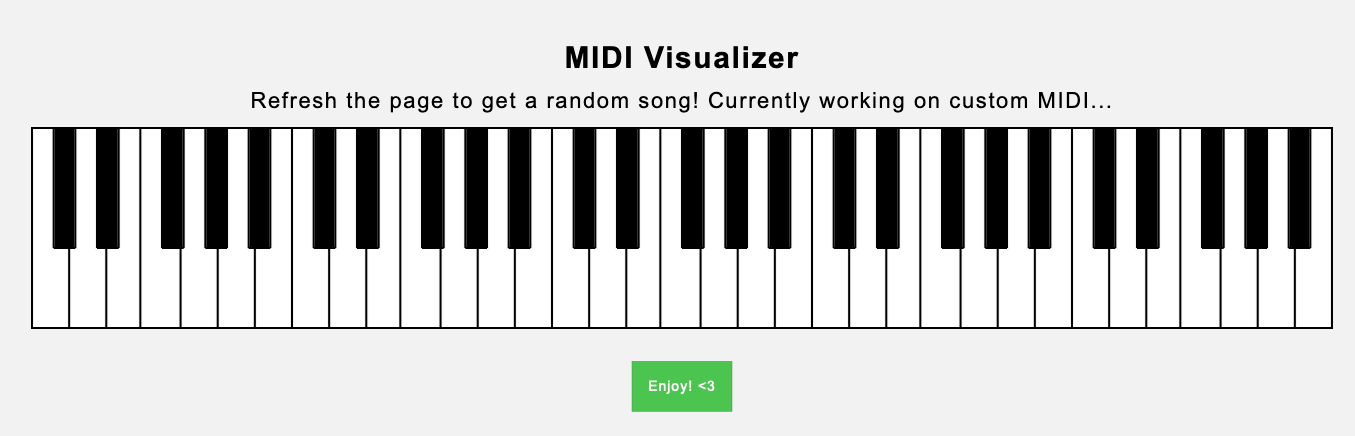 MIDI Visualizer
Refresh the page to get a random song! Currently working on custom MIDI...
Enjoy! <3